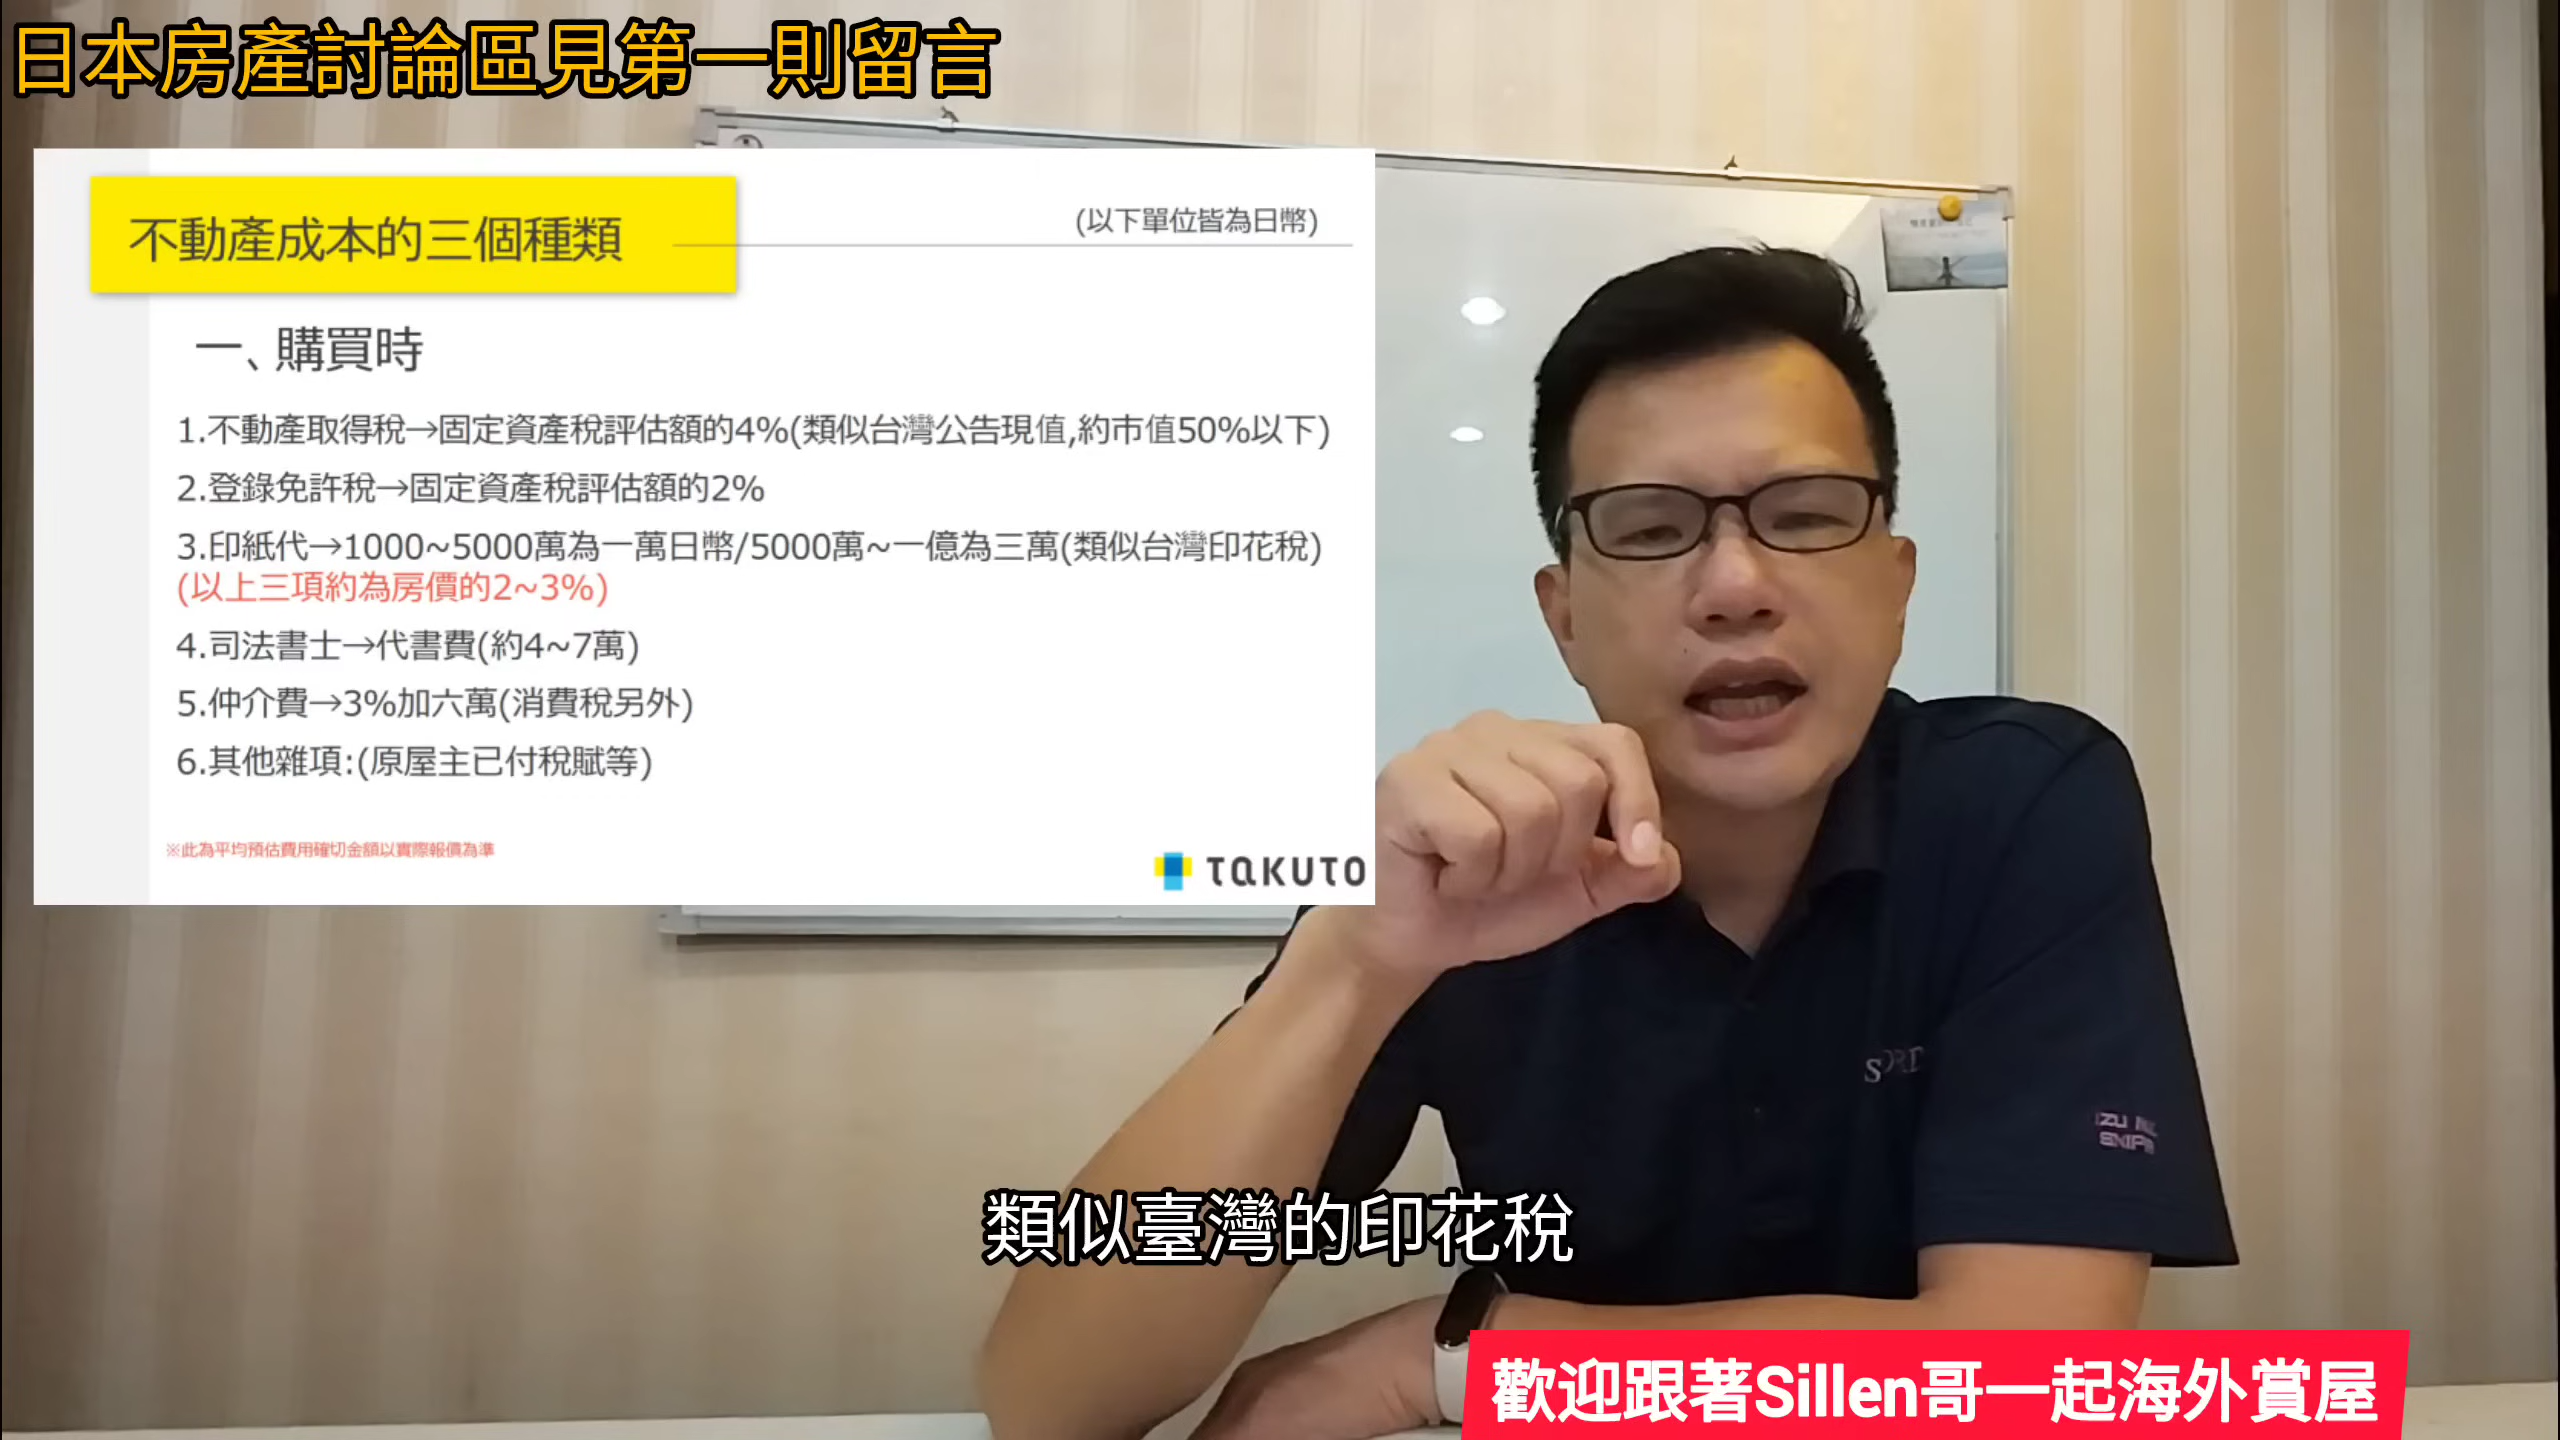 日本房產討論區見第一則留言
不動產成本的三個種類
(以下單位皆為日幣)
一、購買時
1.不動產取得稅→固定資產稅評估額的4%(類似台灣公告現值,約市值50%以下)
2.登錄免許稅→固定資產稅評估額的2%
3.印紙代→1000~5000萬為一萬日幣/5000萬~一億為三萬(類似台灣印花稅)
(以上三項約為房價的2~3%)
4.司法書士→代書費(約4~7萬)
5.仲介費→3%加六萬(消費稅另外)
6.其他雜項:(原屋主已付稅賦等)
※此為平均預估費用確切金額以實際報價為準
TAKUTO
類似臺灣的印花稅
歡迎跟著Sillen哥一起海外賞屋